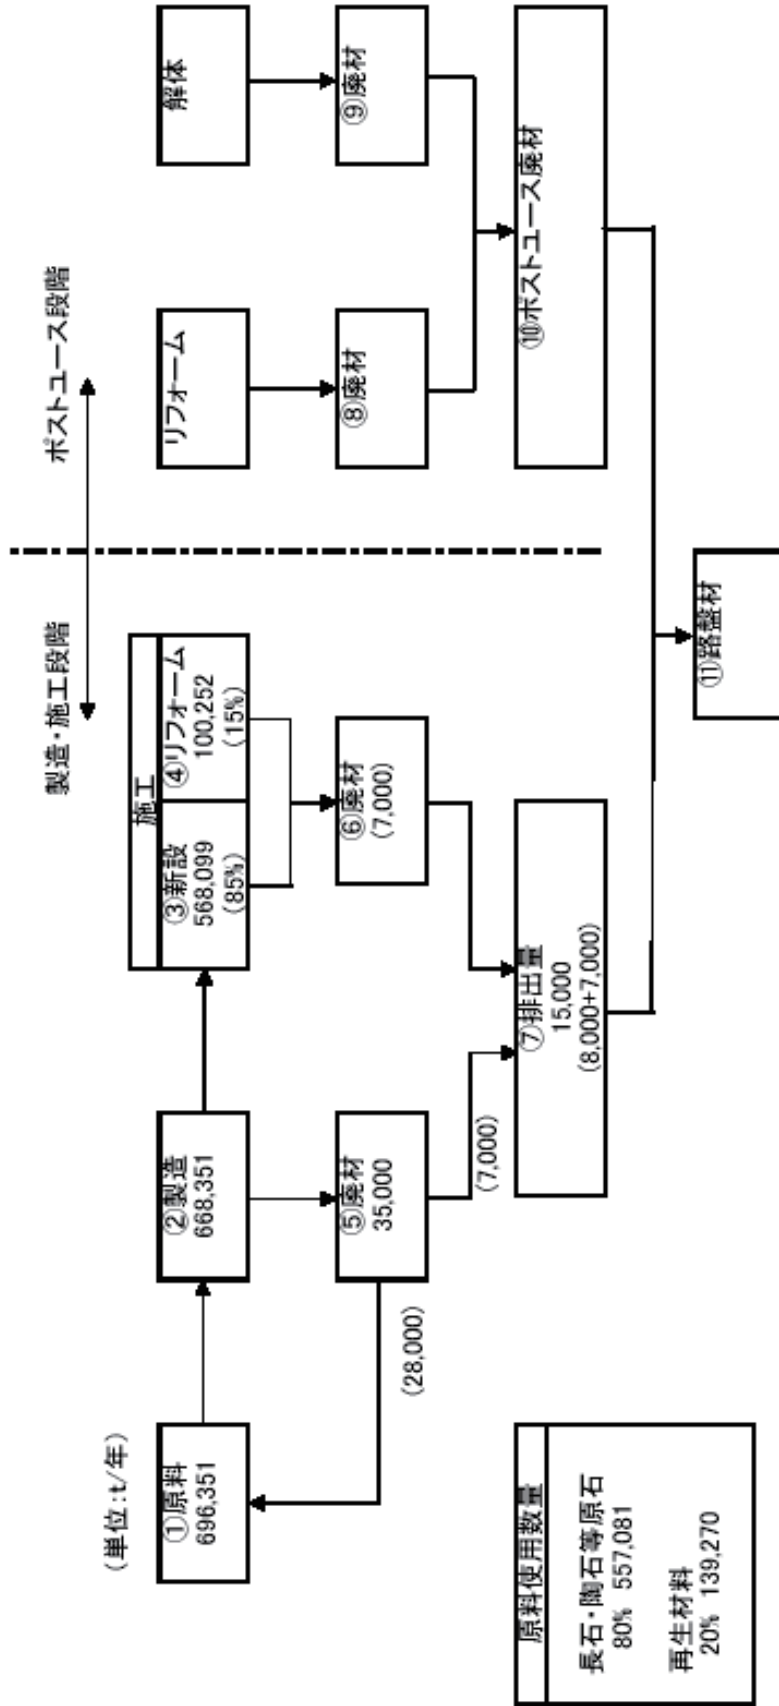 (単位:t/年)
製造・施工段階
ポストユース段階
①原料
696,351
②製造
668,351
施工
③新設
568,099
(85%)
④リフォーム
100,252
(15%)
リフォーム
解体
(28,000)
⑤廃材
35,000
⑥廃材
(7,000)
⑧廃材
⑨廃材
(7,000)
⑦排出量
15,000
(8,000+7,000)
⑩ポストユース廃材
⑪路盤材
原料使用数量
長石・陶石等原石
80% 557,081
再生材料
20% 139,270